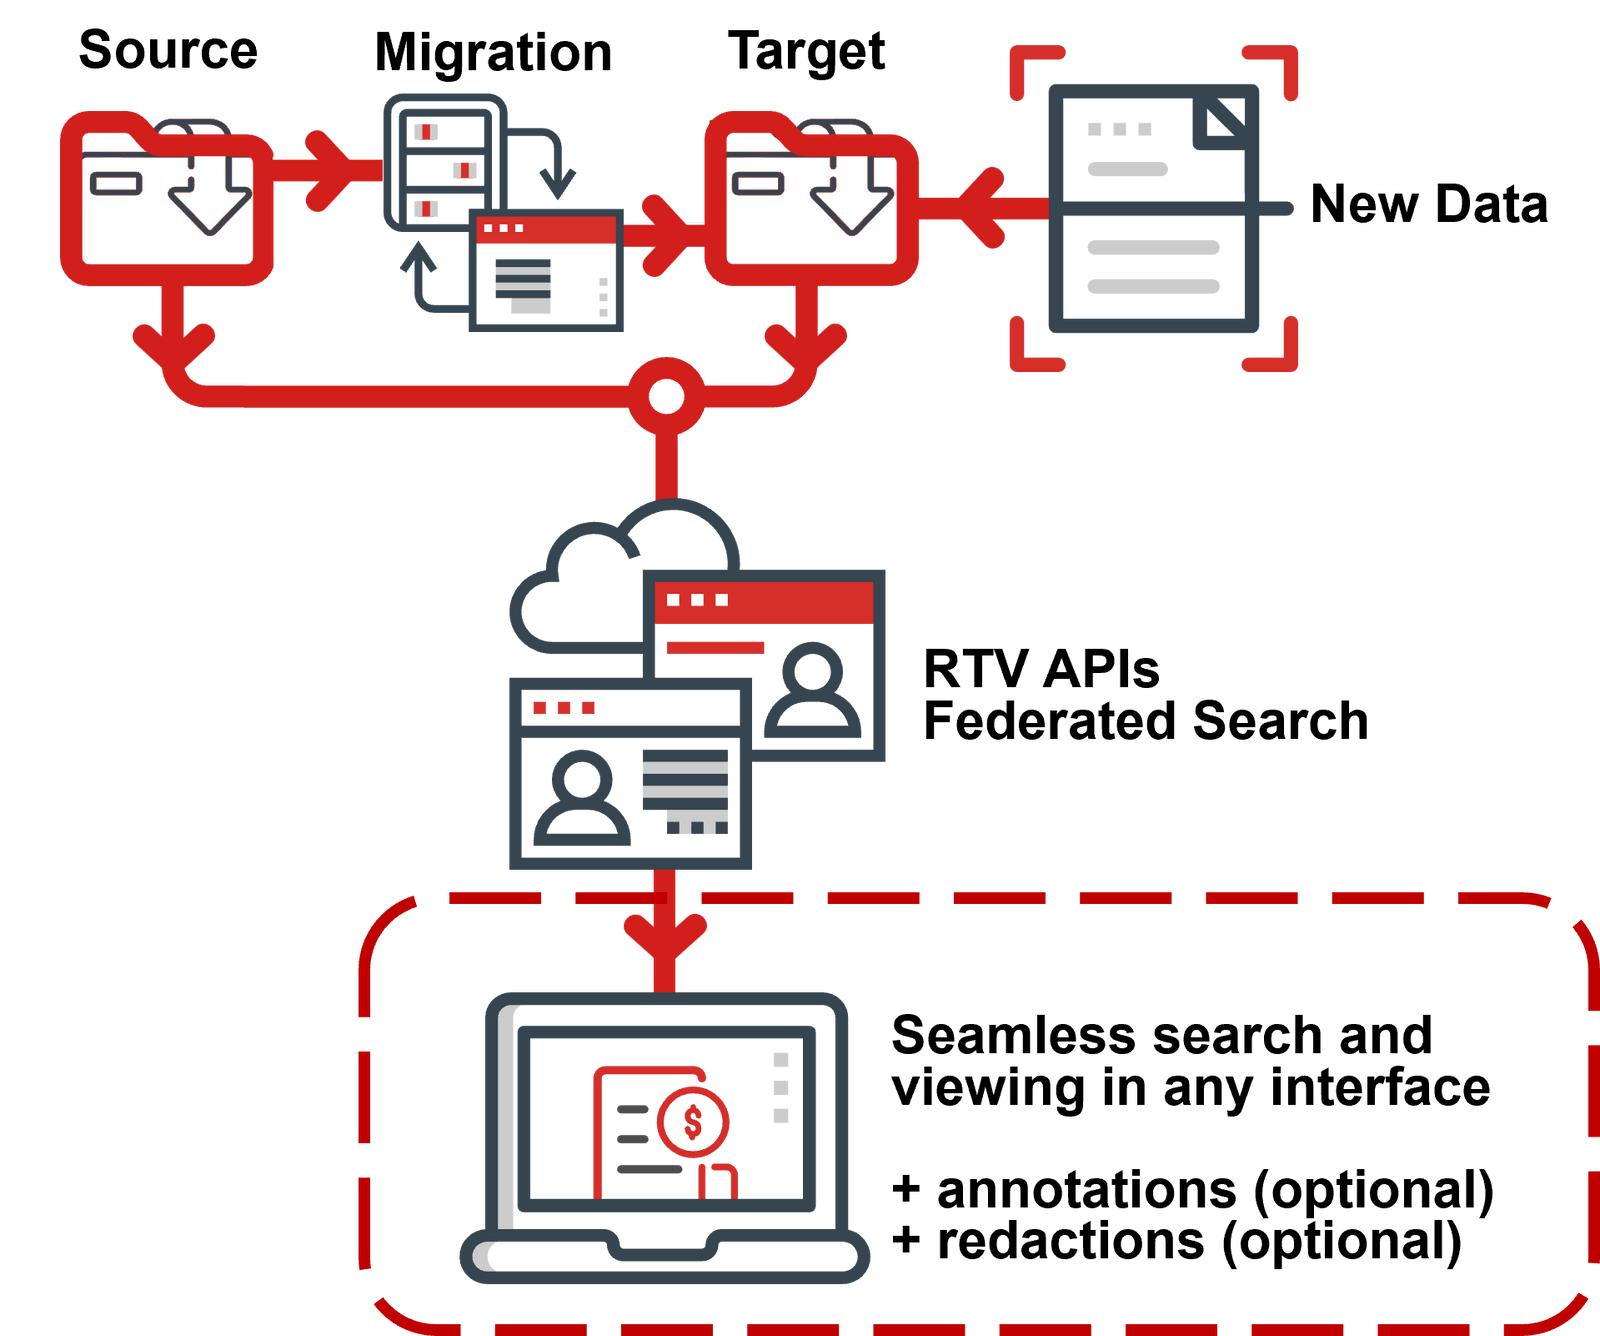 Source
Migration
Target
New Data
RTV APIs
Federated Search
$
Seamless search and
viewing in any interface
+ annotations (optional)
+ redactions (optional)